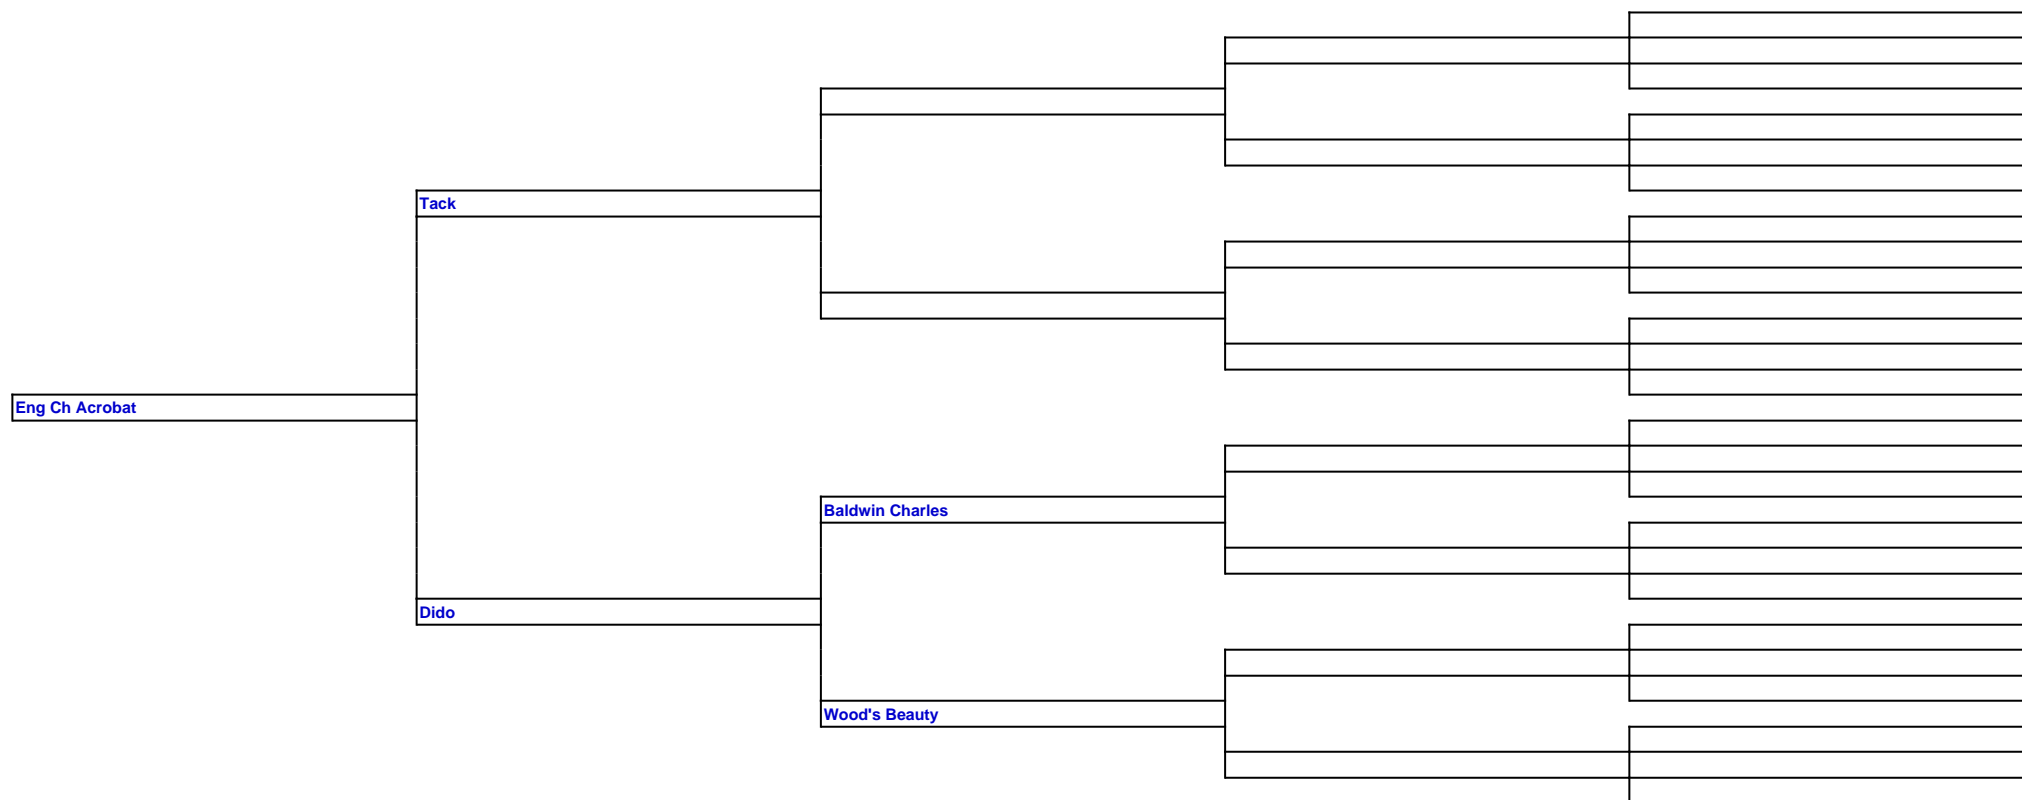 Tack
Eng Ch Acrobat
Baldwin Charles
Dido
Wood's Beauty